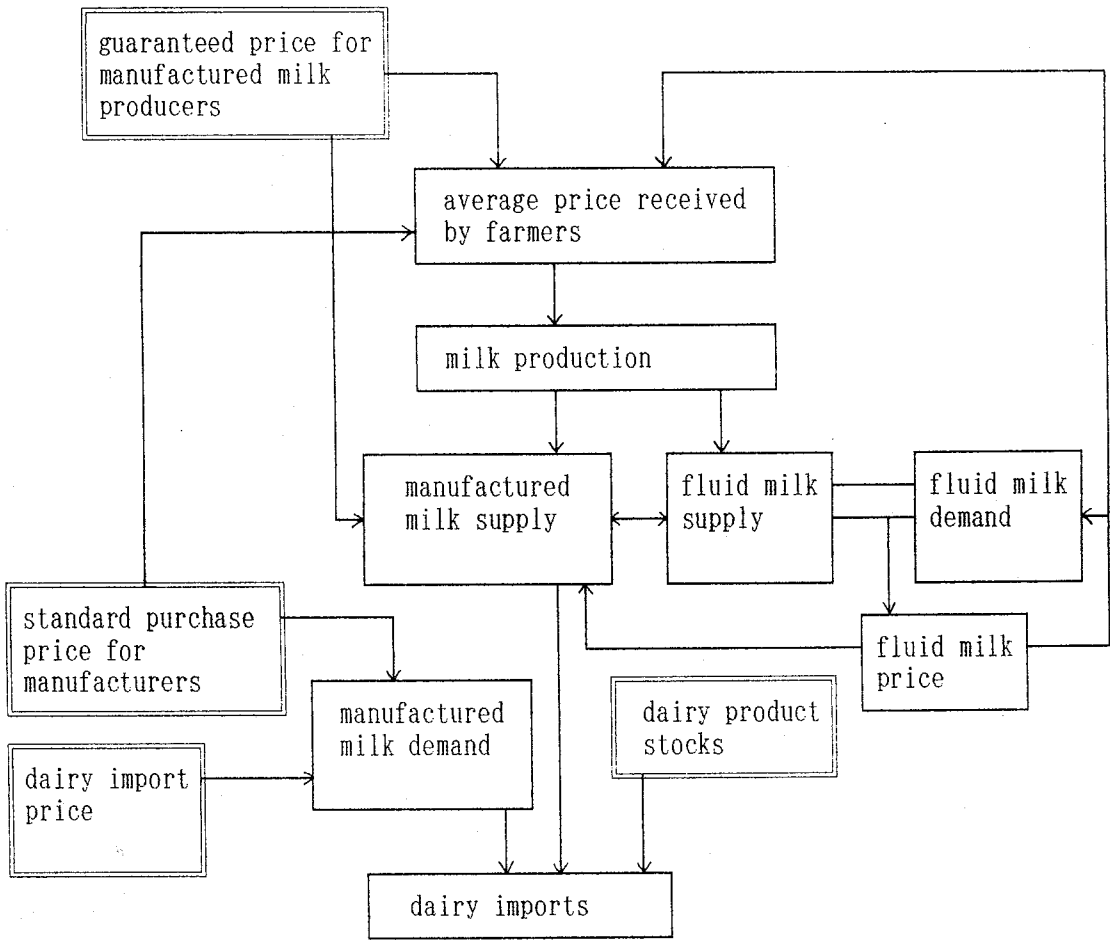 guaranteed price for
manufactured milk
producers
average price received
by farmers
milk production
manufactured
milk supply
fluid milk
supply
fluid milk
demand
standard purchase
price for
manufacturers
fluid milk
price
manufactured
milk demand
dairy product
stocks
dairy import
price
dairy imports